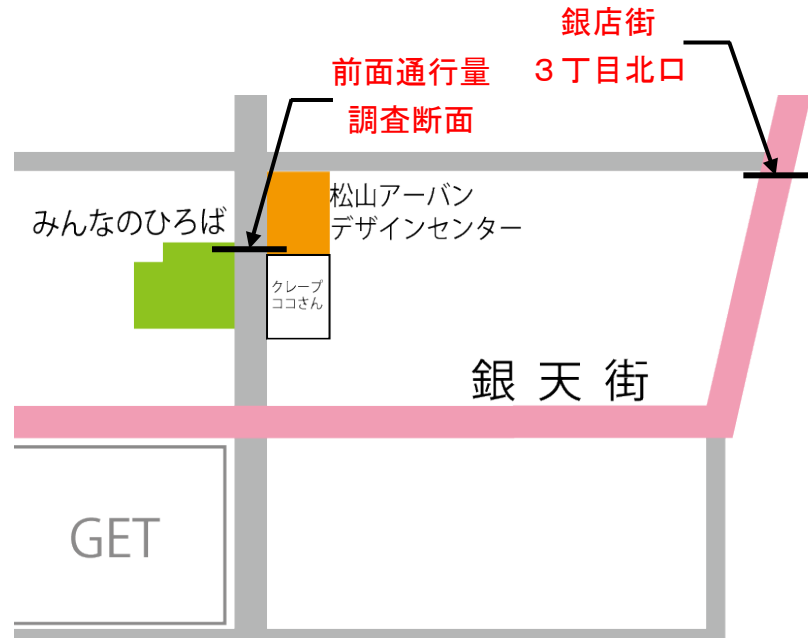 銀店街
３丁目北口
前面通行量
調査断面
松山アーバン
デザインセンター
みんなのひろば
クレープ
ココさん
銀天街
GET